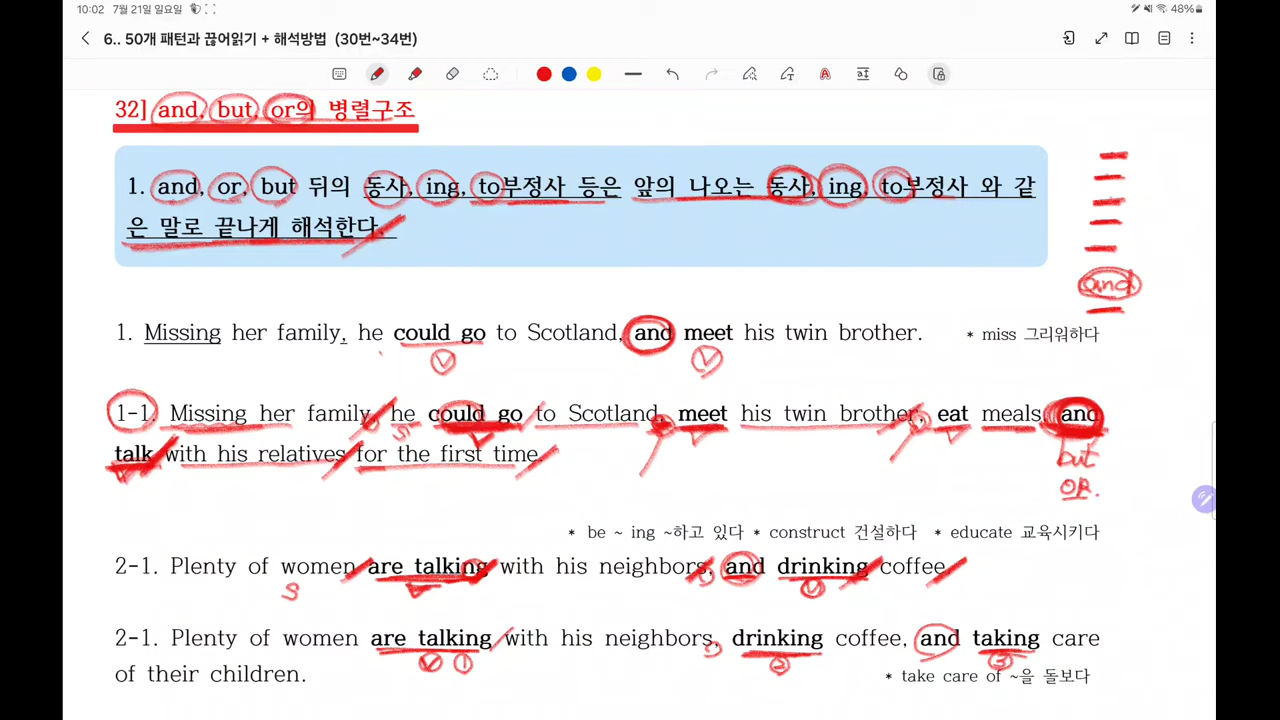 10:02 7월 21일 일요일 48%
6.. 50개 패턴과 끊어읽기 + 해석방법 (30번~34번)
32] and, but, or의 병렬구조
1. and, or, but 뒤의 동사, ing, to부정사 등은 앞의 나오는 동사, ing, to부정사 와 같
은 말로 끝나게 해석한다.
and
1. Missing her family, he could go to Scotland, and meet his twin brother. * miss 그리워하다
V V
1-1. Missing her family, he could go to Scotland, meet his twin brother, eat meals, and
S V V V
talk with his relatives for the first time.
V but
OR.
* be ~ ing ~하고 있다 * construct 건설하다 * educate 교육시키다
2-1. Plenty of women are talking with his neighbors, and drinking coffee.
S V V
2-1. Plenty of women are talking with his neighbors, drinking coffee, and taking care
V 1 2 3
of their children. * take care of ~을 돌보다